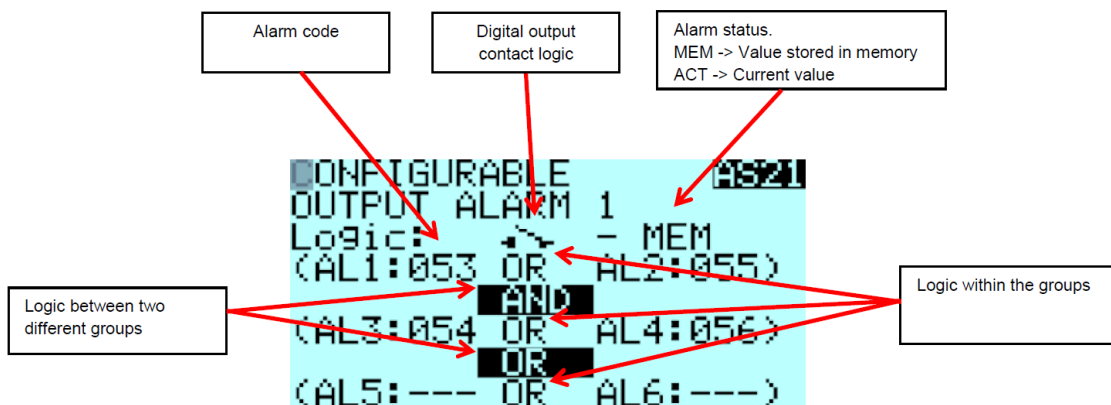 Alarm code
Digital output
contact logic
Alarm status.
MEM -> Value stored in memory
ACT -> Current value
CONFIGURABLE
OUTPUT ALARM 1
Logic: - MEM
(AL1:053 OR AL2:055)
AND
(AL3:054 OR AL4:056)
OR
(AL5:--- OR AL6:---)
Logic between two
different groups
Logic within the groups